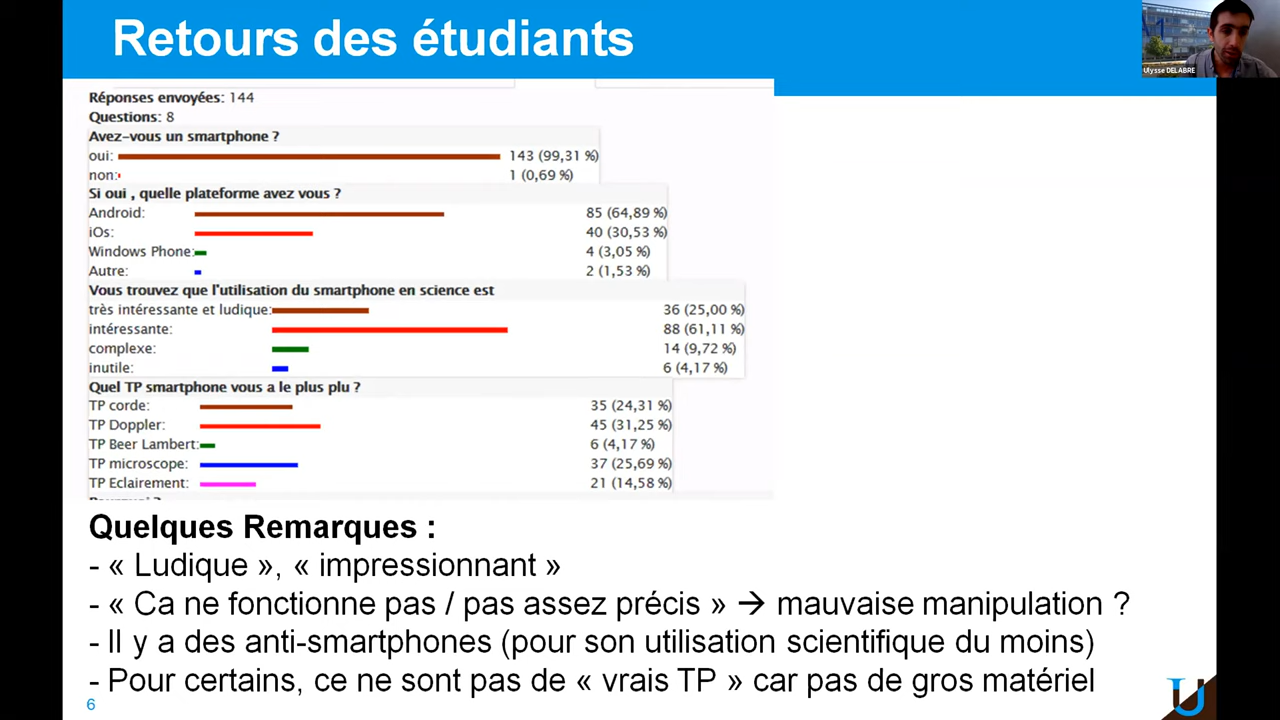 Retours des étudiants
Ulysse DELABRE
Réponses envoyées: 144
Questions: 8
Avez-vous un smartphone ?
oui: 143 (99,31 %)
non: 1 (0,69 %)
Si oui , quelle plateforme avez vous ?
Android: 85 (64,89 %)
iOs: 40 (30,53 %)
Windows Phone: 4 (3,05 %)
Autre: 2 (1,53 %)
Vous trouvez que l'utilisation du smartphone en science est
très intéressante et ludique: 36 (25,00 %)
intéressante: 88 (61,11 %)
complexe: 14 (9,72 %)
inutile: 6 (4,17 %)
Quel TP smartphone vous a le plus plu ?
TP corde: 35 (24,31 %)
TP Doppler: 45 (31,25 %)
TP Beer Lambert: 6 (4,17 %)
TP microscope: 37 (25,69 %)
TP Eclairement: 21 (14,58 %)
Quelques Remarques :
- « Ludique », « impressionnant »
- « Ca ne fonctionne pas / pas assez précis » → mauvaise manipulation ?
- Il y a des anti-smartphones (pour son utilisation scientifique du moins)
- Pour certains, ce ne sont pas de « vrais TP » car pas de gros matériel
6
U